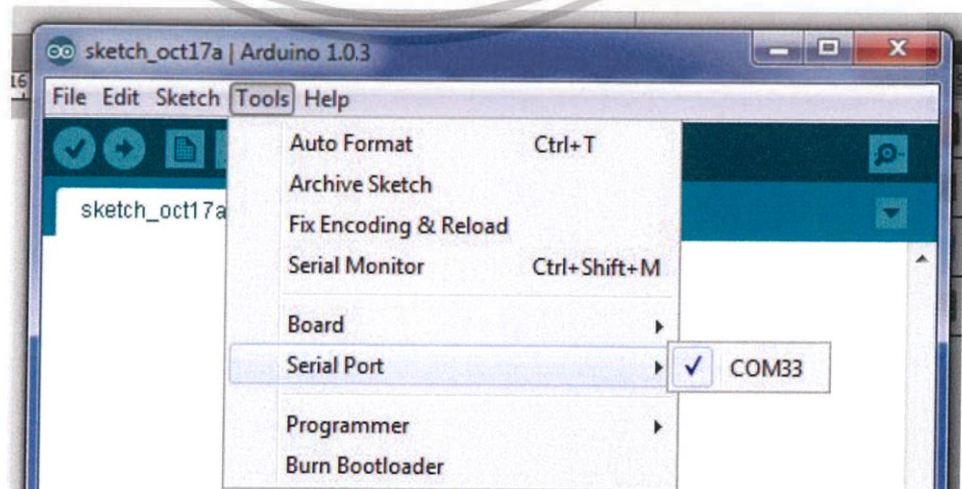 sketch_oct17a | Arduino 1.0.3
File Edit Sketch Tools Help
Auto Format Ctrl+T
Archive Sketch
sketch_oct17a
Fix Encoding & Reload
Serial Monitor Ctrl+Shift+M
Board
Serial Port
COM33
Programmer
Burn Bootloader